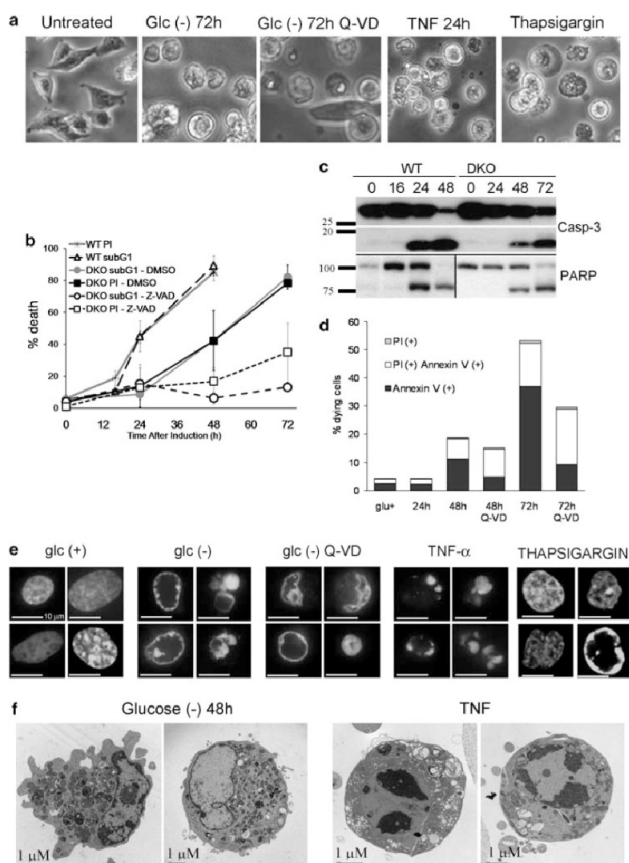 a
Untreated
Glc (-) 72h
Glc (-) 72h Q-VD
TNF 24h
Thapsigargin
b
% death
100
80
60
40
20
0
0 16 24 32 48 64 72
Time After Induction (h)
WT PI
WT subG1
DKO subG1 - DMSO
DKO PI - DMSO
DKO subG1 - Z-VAD
DKO PI - Z-VAD
c
WT DKO
0 16 24 48 0 24 48 72
25
20
Casp-3
100
75
PARP
d
% dying cells
60
50
40
30
20
10
0
PI (+)
PI (+) Annexin V (+)
Annexin V (+)
glu+ 24h 48h 48h Q-VD 72h 72h Q-VD
e
glc (+)
glc (-)
glc (-) Q-VD
TNF-α
THAPSIGARGIN
10 µm
f
Glucose (-) 48h
TNF
1 µM
1 µM
1 µM
1 µM